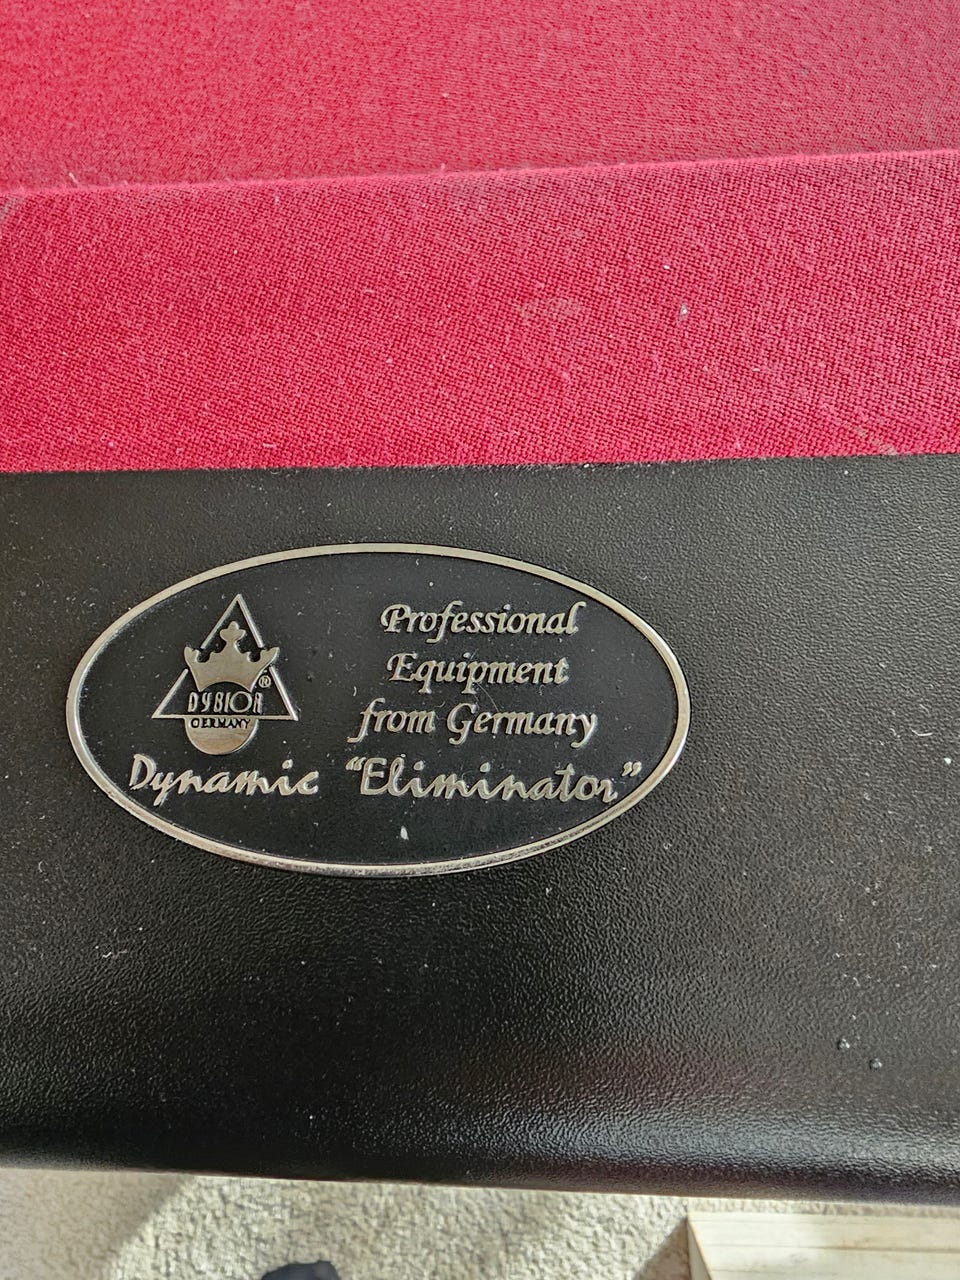 DYBIOR
®
GERMANY
Professional
Equipment
from Germany
Dynamic “Eliminator”